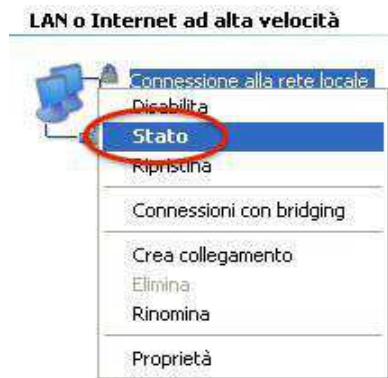 LAN o Internet ad alta velocità
Connessione alla rete locale
Disabilita
Stato
Ripristina
Connessioni con bridging
Crea collegamento
Elimina
Rinomina
Proprietà